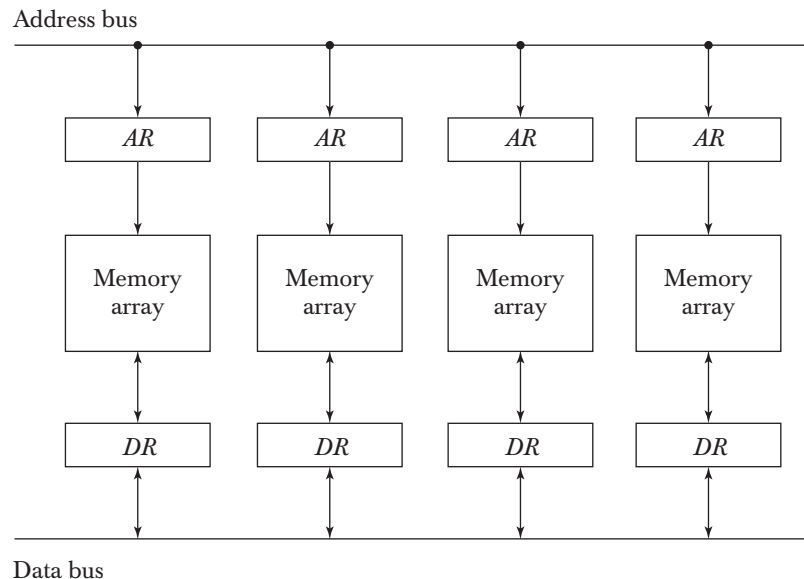 Address bus
AR AR AR AR
Memory Memory Memory Memory
array array array array
DR DR DR DR
Data bus